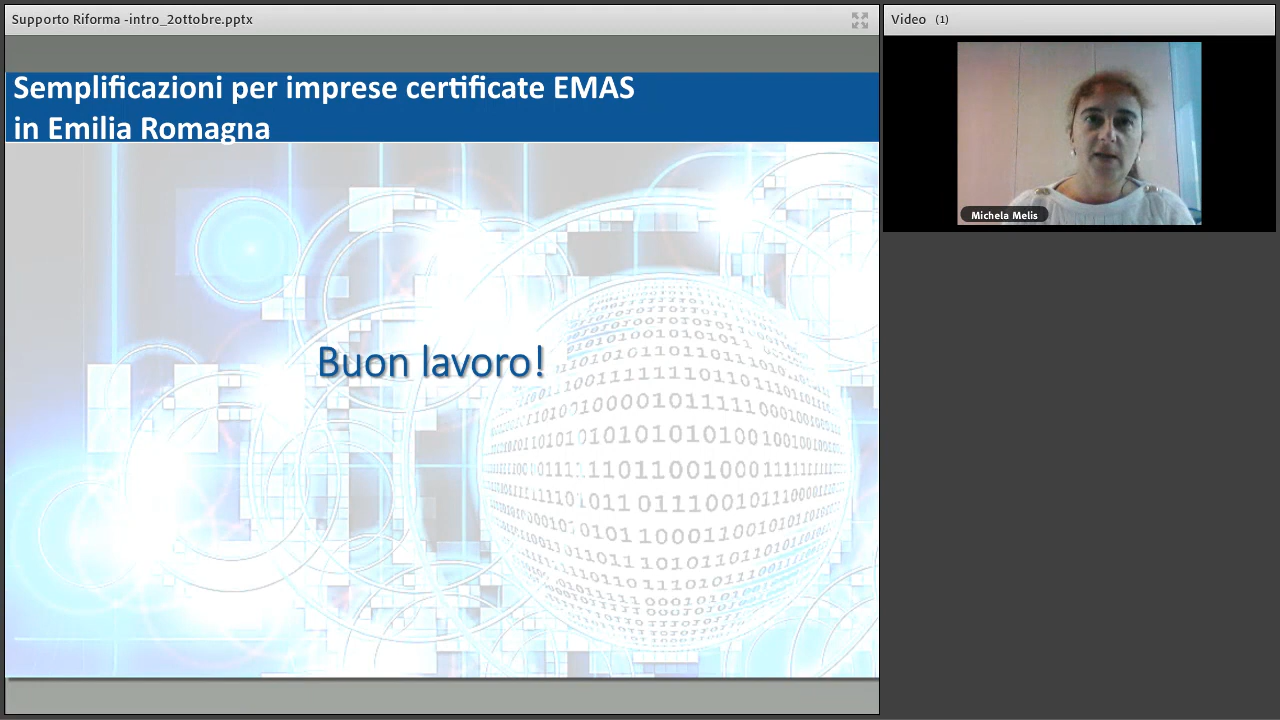 Supporto Riforma -intro_2ottobre.pptx
Video (1)
Semplificazioni per imprese certificate EMAS
in Emilia Romagna
Buon lavoro!
Michela Melis